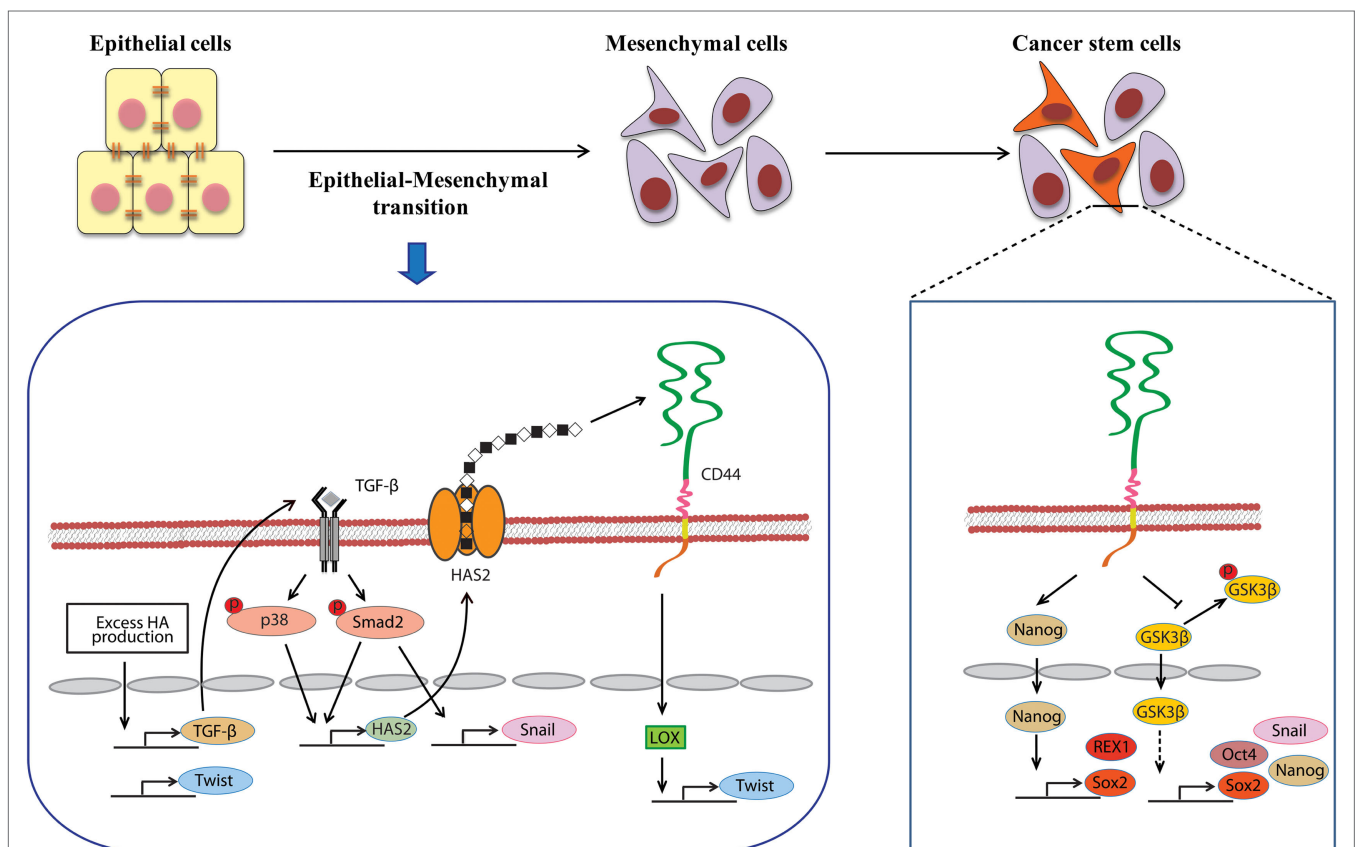 Epithelial cells
Mesenchymal cells
Cancer stem cells
Epithelial-Mesenchymal
transition
TGF-β
CD44
HAS2
Excess HA
production
p
p38
p
Smad2
TGF-β
HAS2
Snail
Twist
LOX
Twist
p
GSK3β
Nanog
GSK3β
Nanog
GSK3β
Snail
REX1
Oct4
Nanog
Sox2
Sox2